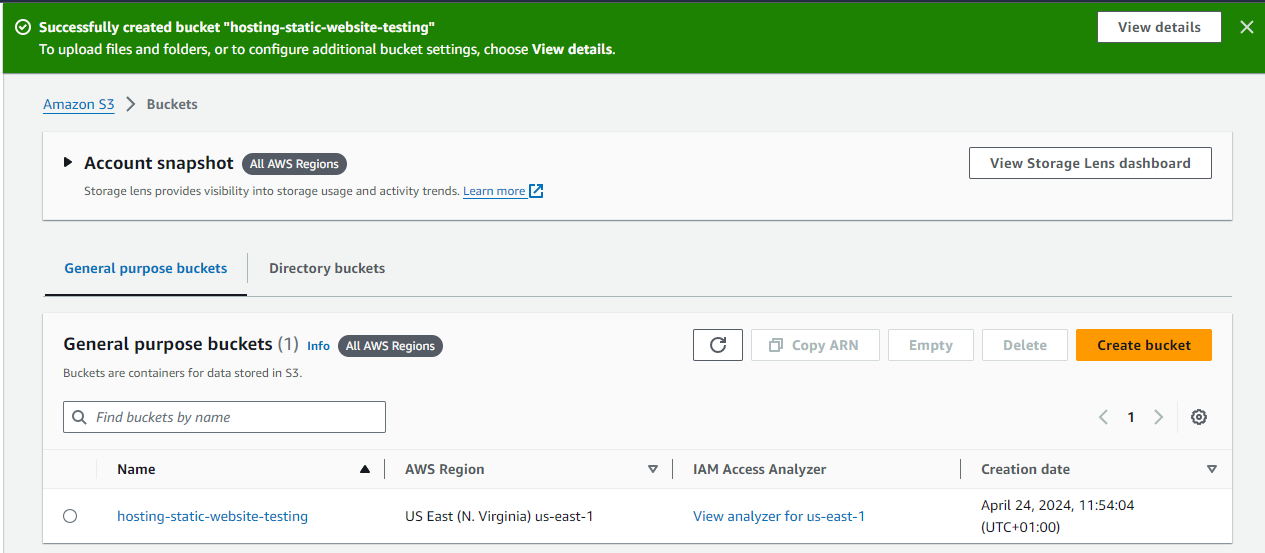 Successfully created bucket "hosting-static-website-testing"
To upload files and folders, or to configure additional bucket settings, choose View details.
View details
Amazon S3 > Buckets
Account snapshot All AWS Regions
View Storage Lens dashboard
Storage lens provides visibility into storage usage and activity trends. Learn more
General purpose buckets Directory buckets
General purpose buckets (1) Info All AWS Regions
Copy ARN Empty Delete Create bucket
Buckets are containers for data stored in S3.
Find buckets by name
1
Name AWS Region IAM Access Analyzer Creation date
hosting-static-website-testing US East (N. Virginia) us-east-1 View analyzer for us-east-1 April 24, 2024, 11:54:04
(UTC+01:00)